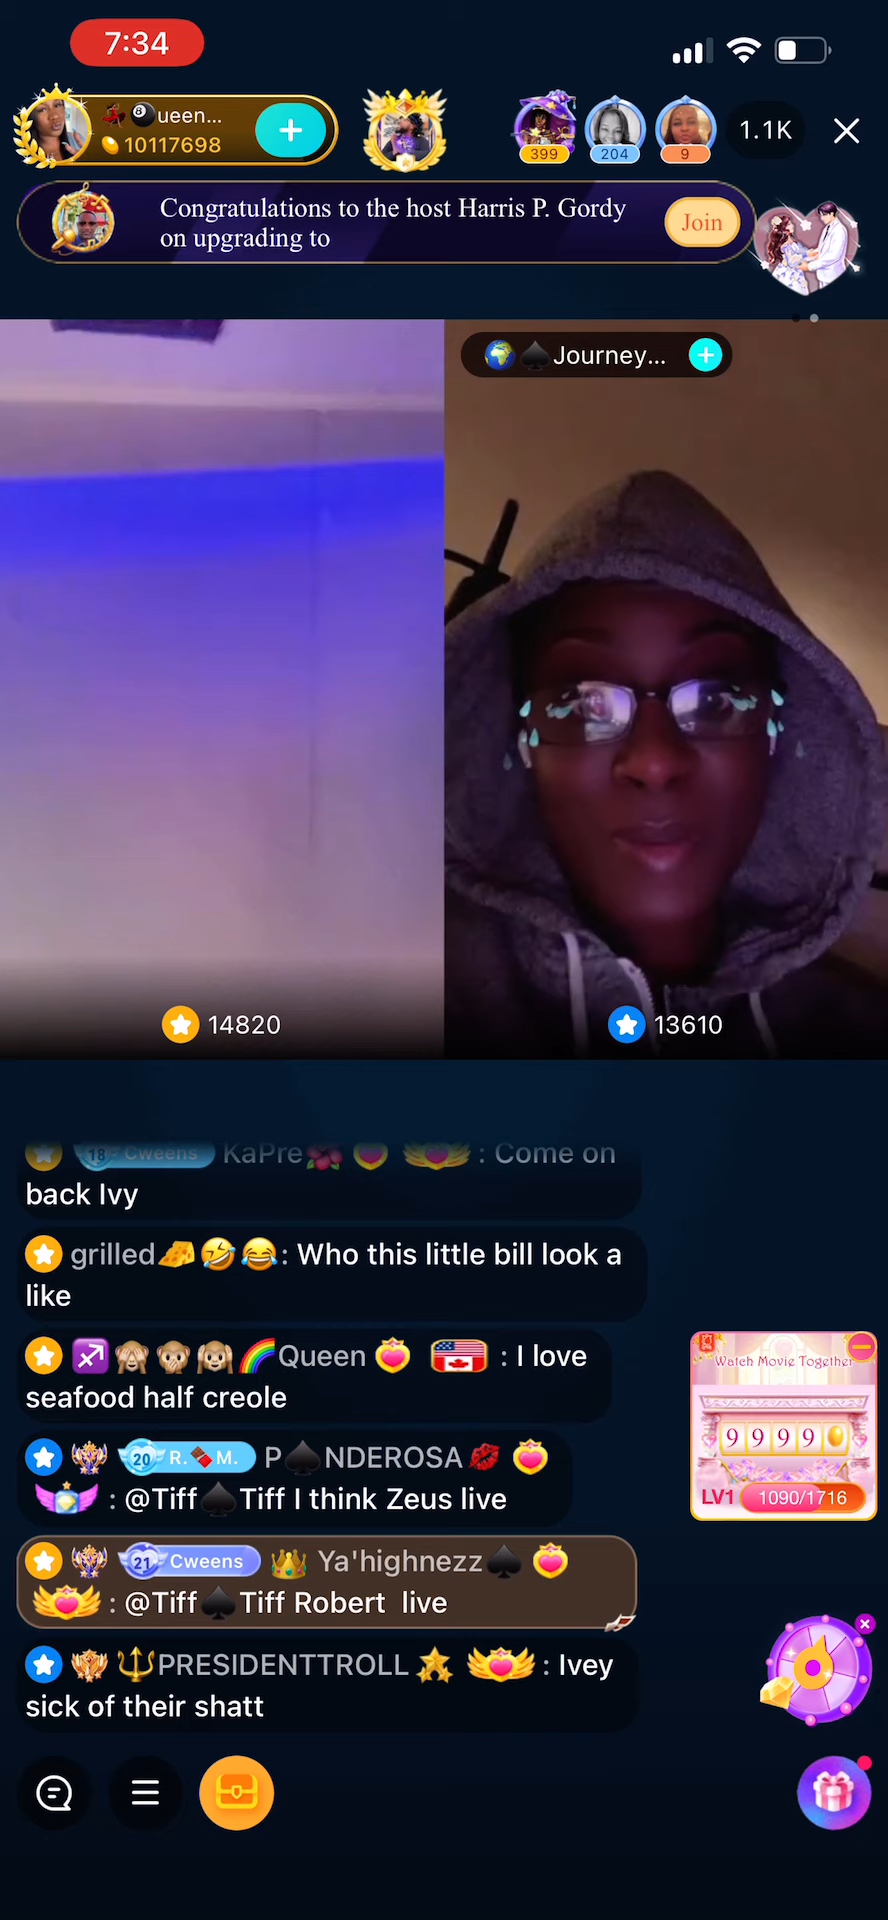 7:34
🎱ueen...
10117698
399
204
9
1.1K
Congratulations to the host Harris P. Gordy
on upgrading to
Join
🌍♠️Journey...
14820
13610
18 Cweens KaPre🌺 : Come on
back Ivy
grilled🧀🤣😂: Who this little bill look a
like
♐🙈🙊🙉🌈Queen : I love
seafood half creole
20 R.🍫M. P♠️NDEROSA💋
: @Tiff♠️Tiff I think Zeus live
21 Cweens 👑 Ya'highnezz♠️
: @Tiff♠️Tiff Robert live
🔱PRESIDENTTROLL : Ivey
sick of their shatt
Watch Movie Together
9 9 9 9
LV1 1090/1716